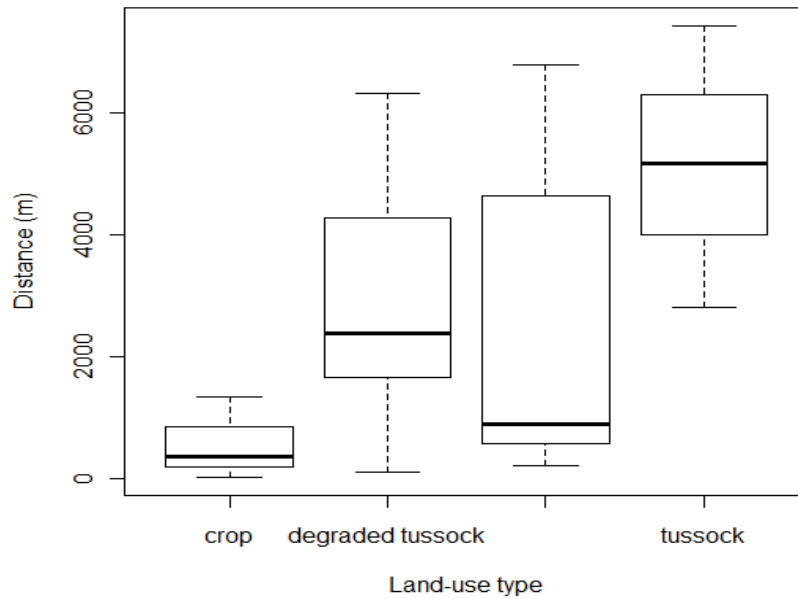 Distance (m)
6000
4000
2000
0
crop degraded tussock tussock
Land-use type